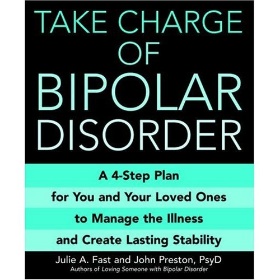 TAKE CHARGE
OF
BIPOLAR
DISORDER
A 4-Step Plan
for You and Your Loved Ones
to Manage the Illness
and Create Lasting Stability
Julie A. Fast and John Preston, PsyD
Authors of Loving Someone with Bipolar Disorder